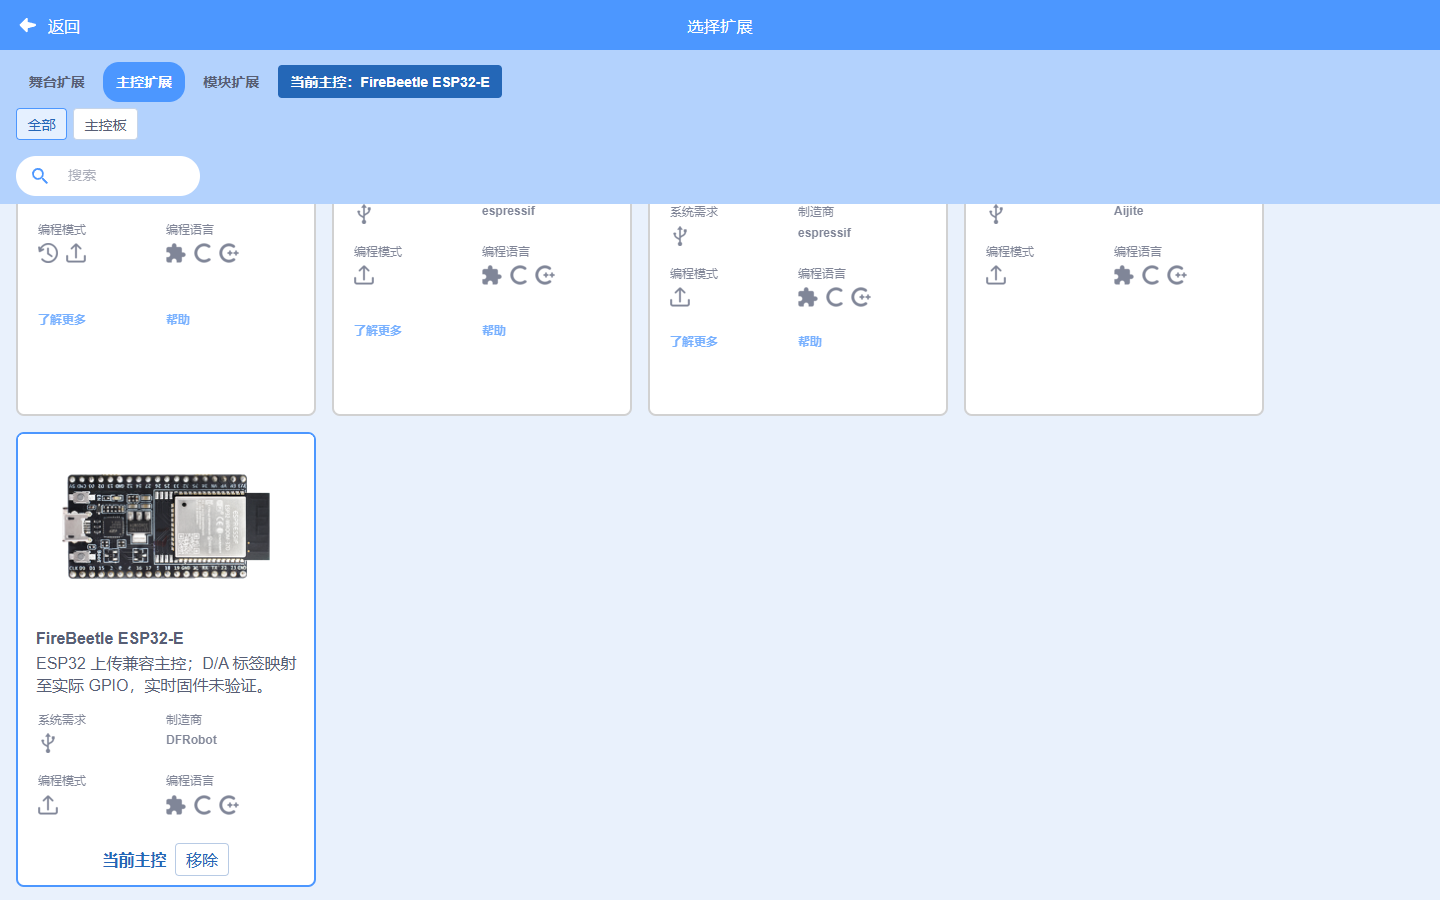 返回
选择扩展
舞台扩展
主控扩展
模块扩展
当前主控：FireBeetle ESP32-E
全部
主控板
搜索
编程模式
编程语言
了解更多
帮助
espressif
编程模式
编程语言
了解更多
帮助
系统需求
制造商
espressif
编程模式
编程语言
了解更多
帮助
Aijite
编程模式
编程语言
FireBeetle ESP32-E
ESP32 上传兼容主控；D/A 标签映射
至实际 GPIO，实时固件未验证。
系统需求
制造商
DFRobot
编程模式
编程语言
当前主控
移除